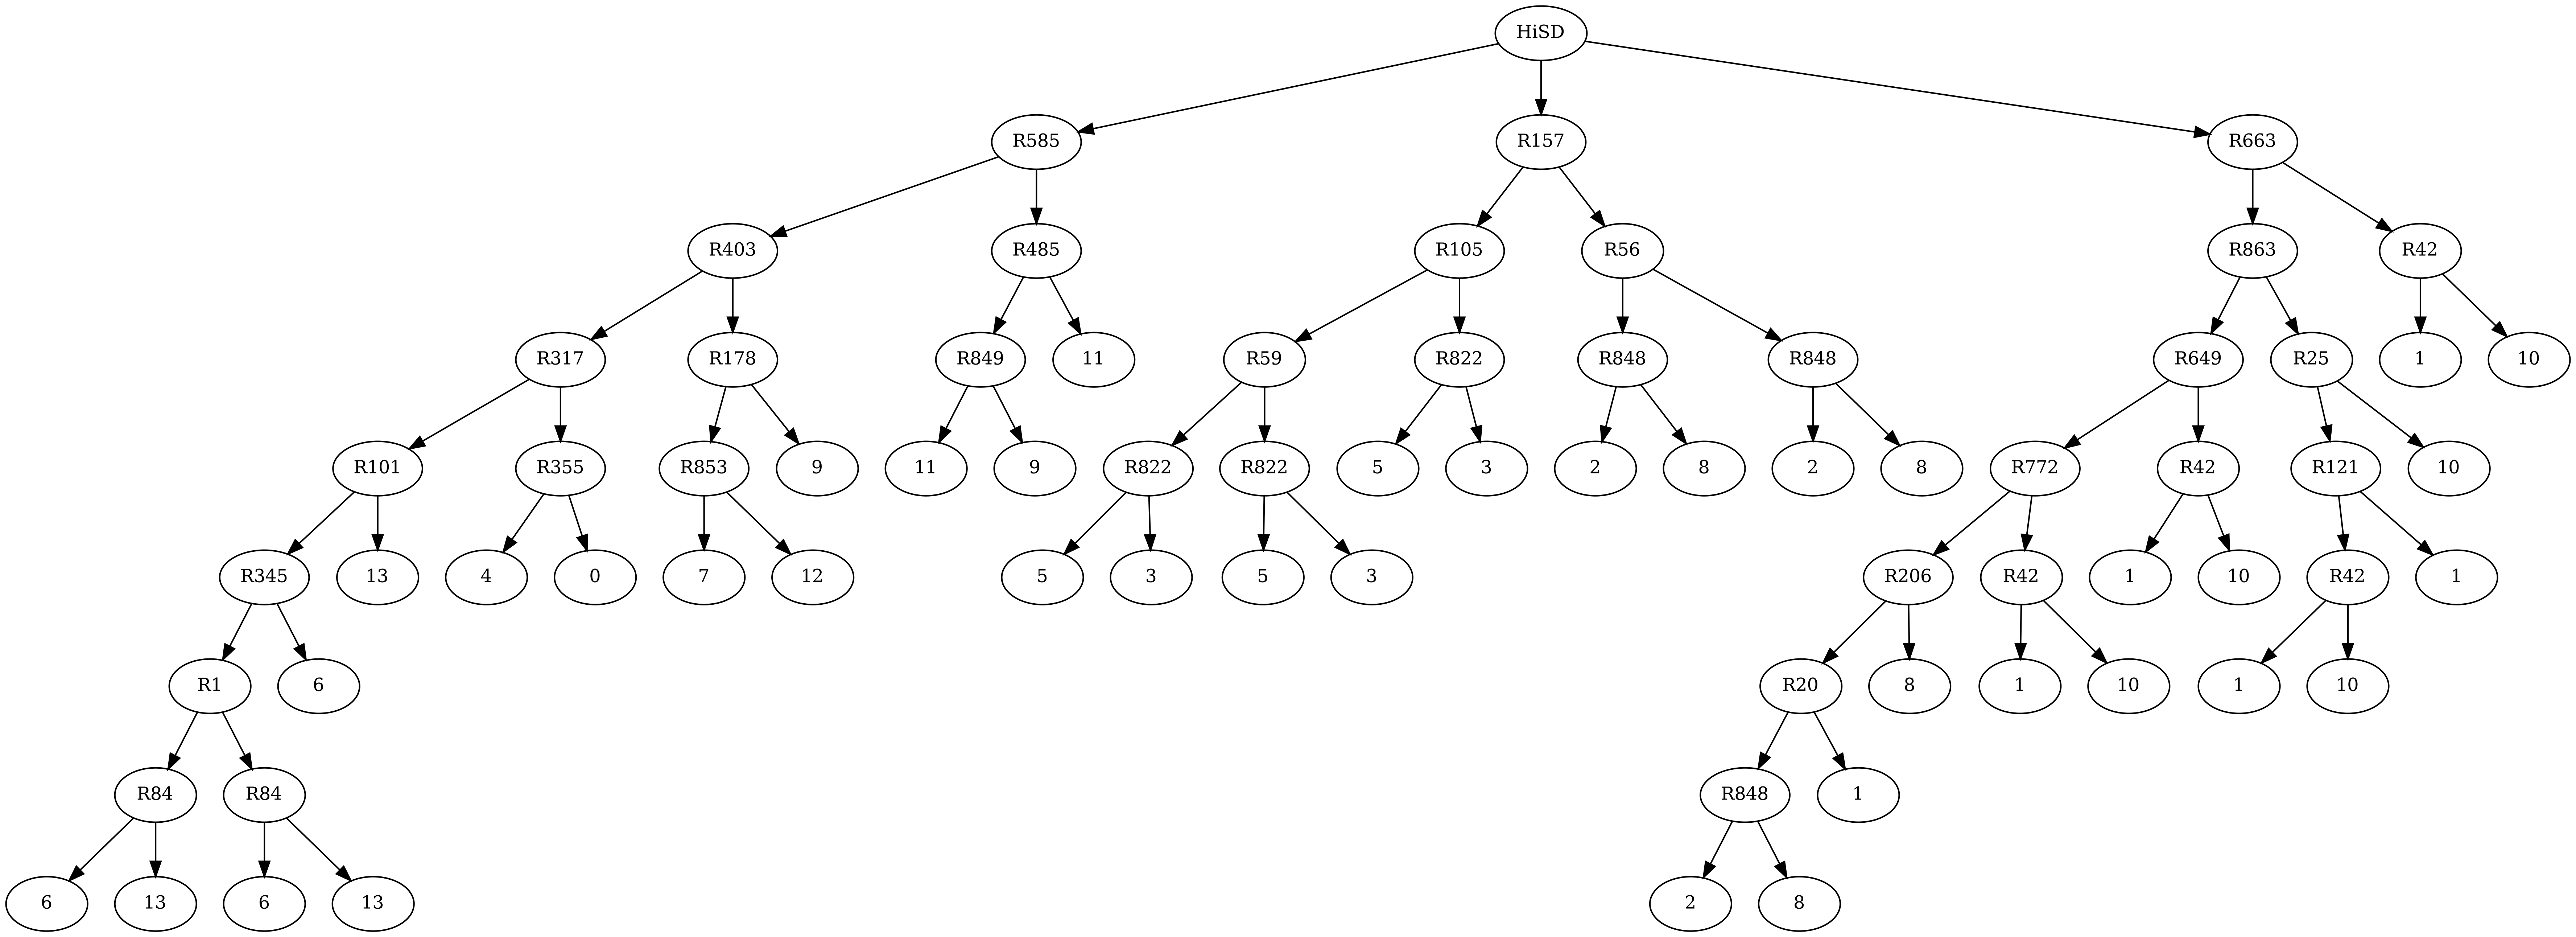 HiSD
R585 R157 R663
R403 R485 R105 R56 R863 R42
R317 R178 R849 11 R59 R822 R848 R848 R649 R25 1 10
R101 R355 R853 9 11 9 R822 R822 5 3 2 8 2 8 R772 R42 R121 10
R345 13 4 0 7 12 5 3 5 3 R206 R42 1 10 R42 1
R1 6 R20 8 1 10 1 10
R84 R84 R848 1
6 13 6 13 2 8